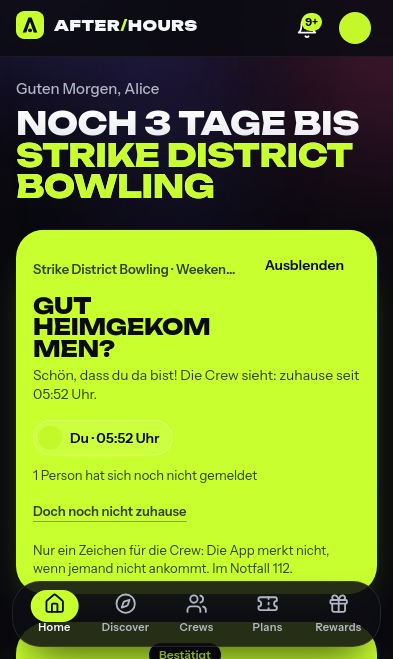 AFTER/HOURS
9+
Guten Morgen, Alice
NOCH 3 TAGE BIS
STRIKE DISTRICT
BOWLING
Strike District Bowling · Weeken...
Ausblenden
GUT
HEIMGEKOM
MEN?
Schön, dass du da bist! Die Crew sieht: zuhause seit
05:52 Uhr.
Du · 05:52 Uhr
1 Person hat sich noch nicht gemeldet
Doch noch nicht zuhause
Nur ein Zeichen für die Crew: Die App merkt nicht,
wenn jemand nicht ankommt. Im Notfall 112.
Home
Discover
Crews
Plans
Rewards
Bestätigt